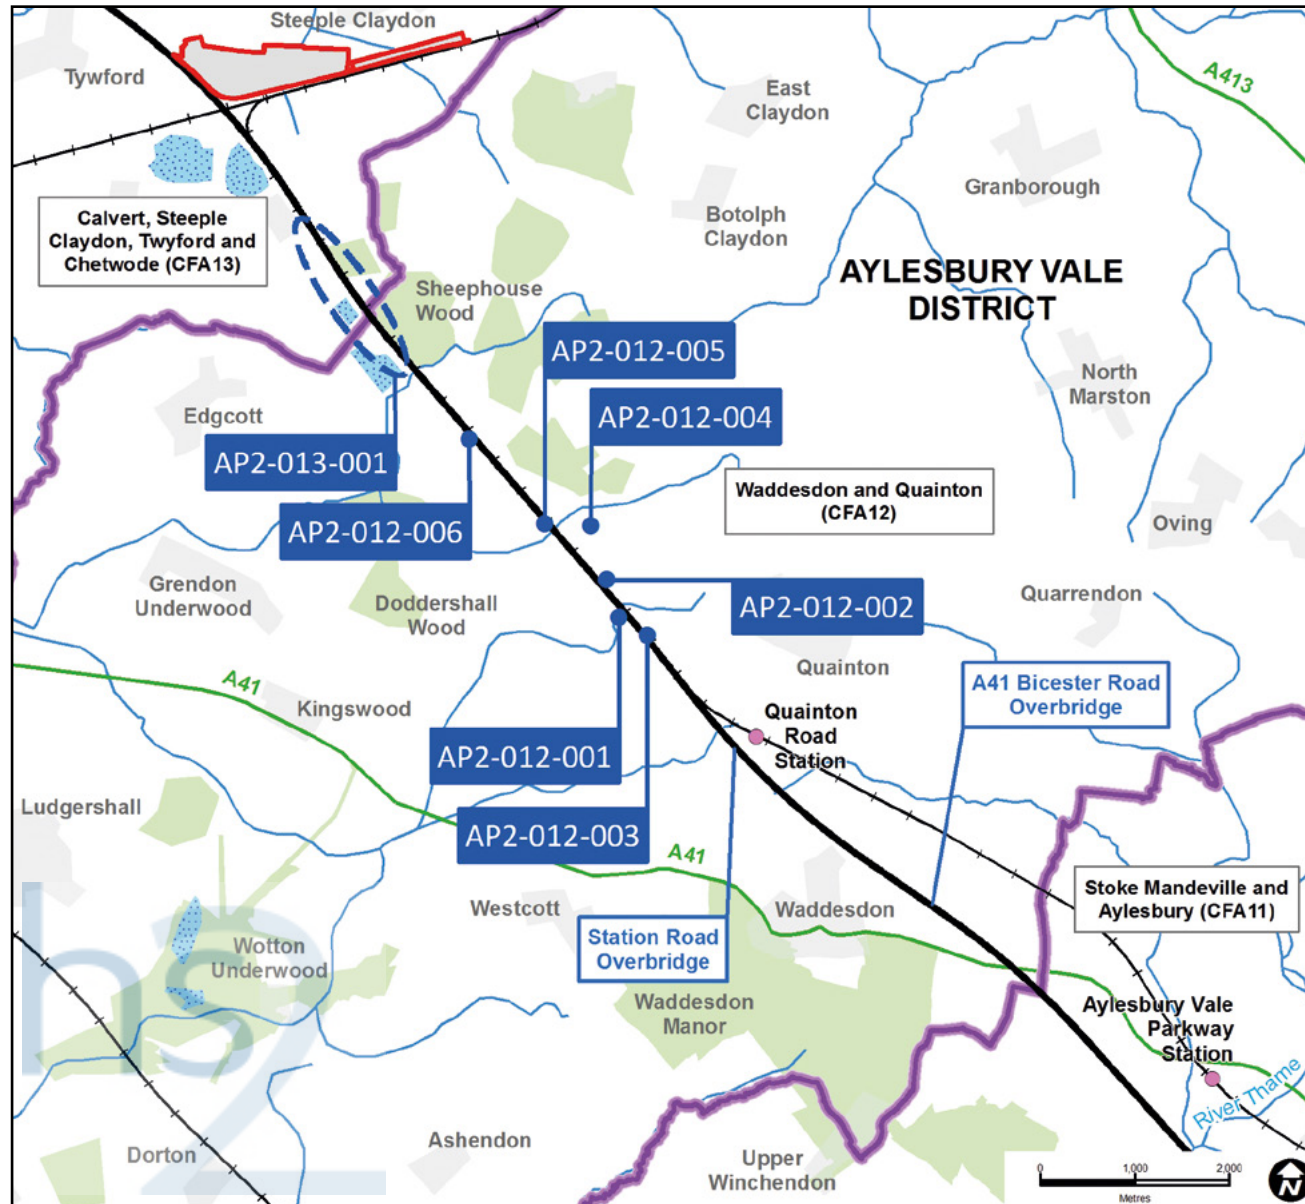 Steeple Claydon
Tywford
A413
East
Claydon
Granborough
Calvert, Steeple
Claydon, Twyford and
Chetwode (CFA13)
Botolph
Claydon
AYLESBURY VALE
DISTRICT
Sheephouse
Wood
AP2-012-005
North
Marston
Edgcott
AP2-012-004
AP2-013-001
Waddesdon and Quainton
(CFA12)
AP2-012-006
Oving
Grendon
Underwood
Doddershall
Wood
AP2-012-002
Quarrendon
Quainton
A41
Kingswood
A41 Bicester Road
Overbridge
Quainton
Road
Station
AP2-012-001
Ludgershall
AP2-012-003
A41
Stoke Mandeville and
Aylesbury (CFA11)
Westcott
Waddesdon
Station Road
Overbridge
Wotton
Underwood
hs2
Waddesdon
Manor
Aylesbury Vale
Parkway
Station
River Thame
Ashendon
Dorton
Upper
Winchendon
0 1,000 2,000
Metres
N